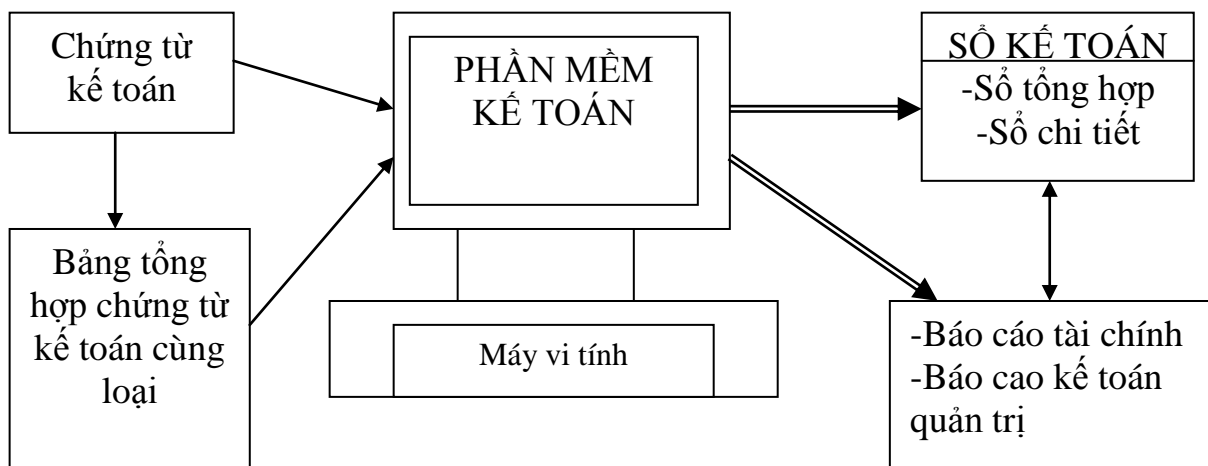 Chứng từ
kế toán
PHẦN MỀM
KẾ TOÁN
SỔ KẾ TOÁN
-Sổ tổng hợp
-Sổ chi tiết
Bảng tổng
hợp chứng từ
kế toán cùng
loại
Máy vi tính
-Báo cáo tài chính
-Báo cao kế toán
quản trị